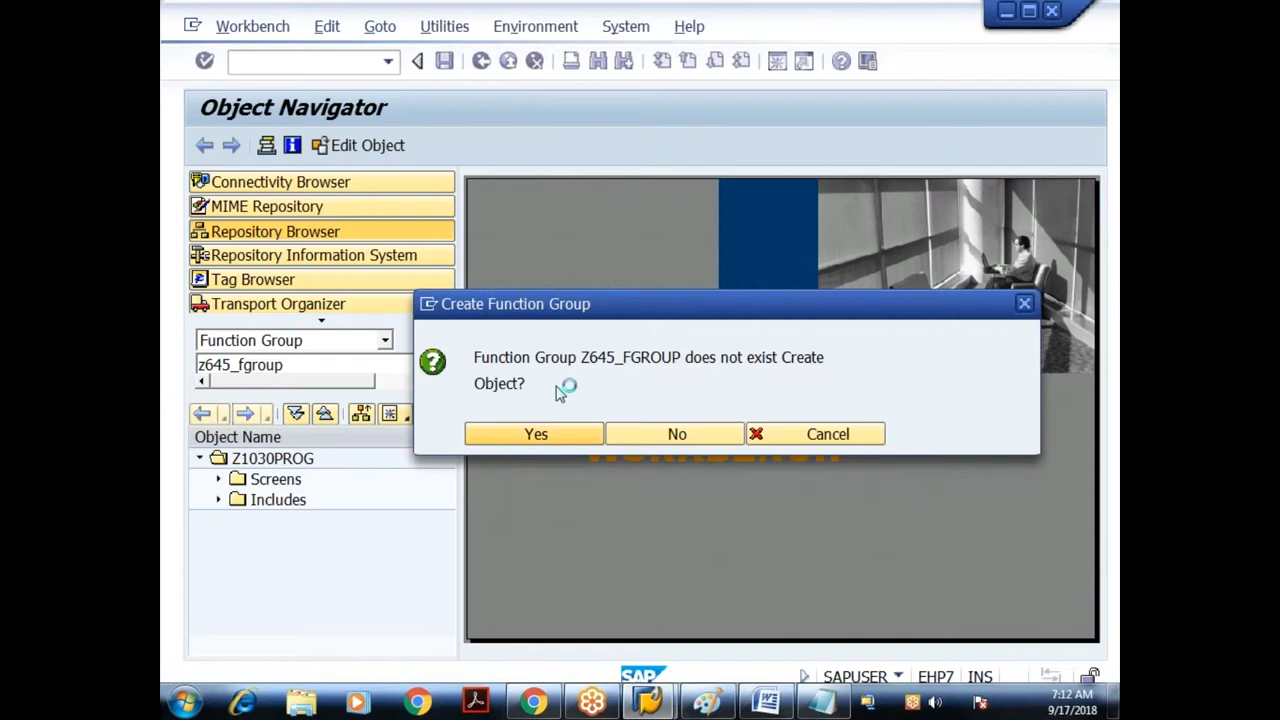 Workbench Edit Goto Utilities Environment System Help
Object Navigator
Edit Object
Connectivity Browser
MIME Repository
Repository Browser
Repository Information System
Tag Browser
Transport Organizer
Function Group
z645_fgroup
Object Name
Z1030PROG
Screens
Includes
Create Function Group
Function Group Z645_FGROUP does not exist Create
Object?
Yes No Cancel
SAP SAPUSER EHP7 INS
7:12 AM
9/17/2018